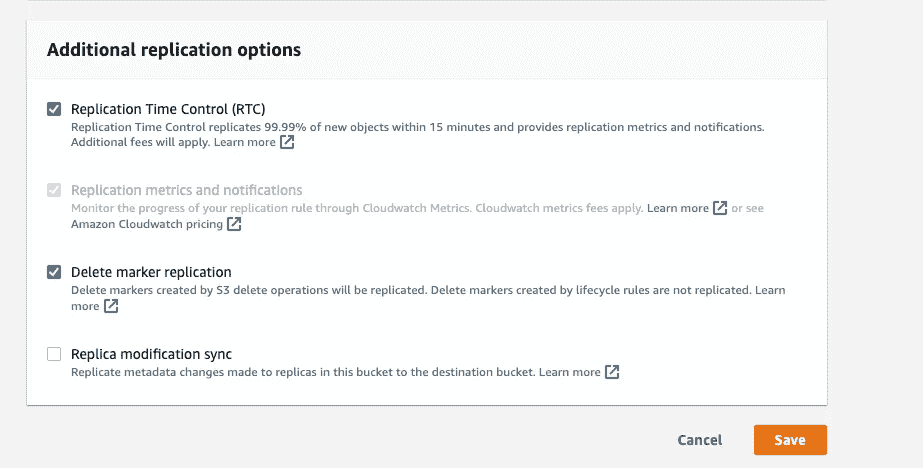 Additional replication options
Replication Time Control (RTC)
Replication Time Control replicates 99.99% of new objects within 15 minutes and provides replication metrics and notifications.
Additional fees will apply. Learn more
Replication metrics and notifications
Monitor the progress of your replication rule through Cloudwatch Metrics. Cloudwatch metrics fees apply. Learn more or see
Amazon Cloudwatch pricing
Delete marker replication
Delete markers created by S3 delete operations will be replicated. Delete markers created by lifecycle rules are not replicated. Learn
more
Replica modification sync
Replicate metadata changes made to replicas in this bucket to the destination bucket. Learn more
Cancel Save